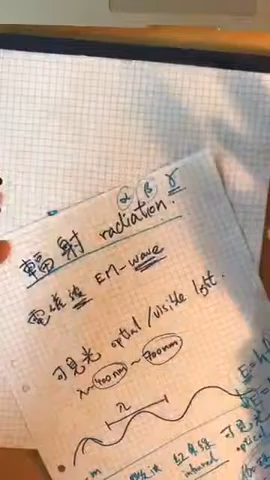 α β γ
輻射 radiation.
電磁波 EM-wave
可見光 optical/visible light.
λ~400nm ~ 700nm
λ
E=h
紅外線 可見光
infrared optical
m